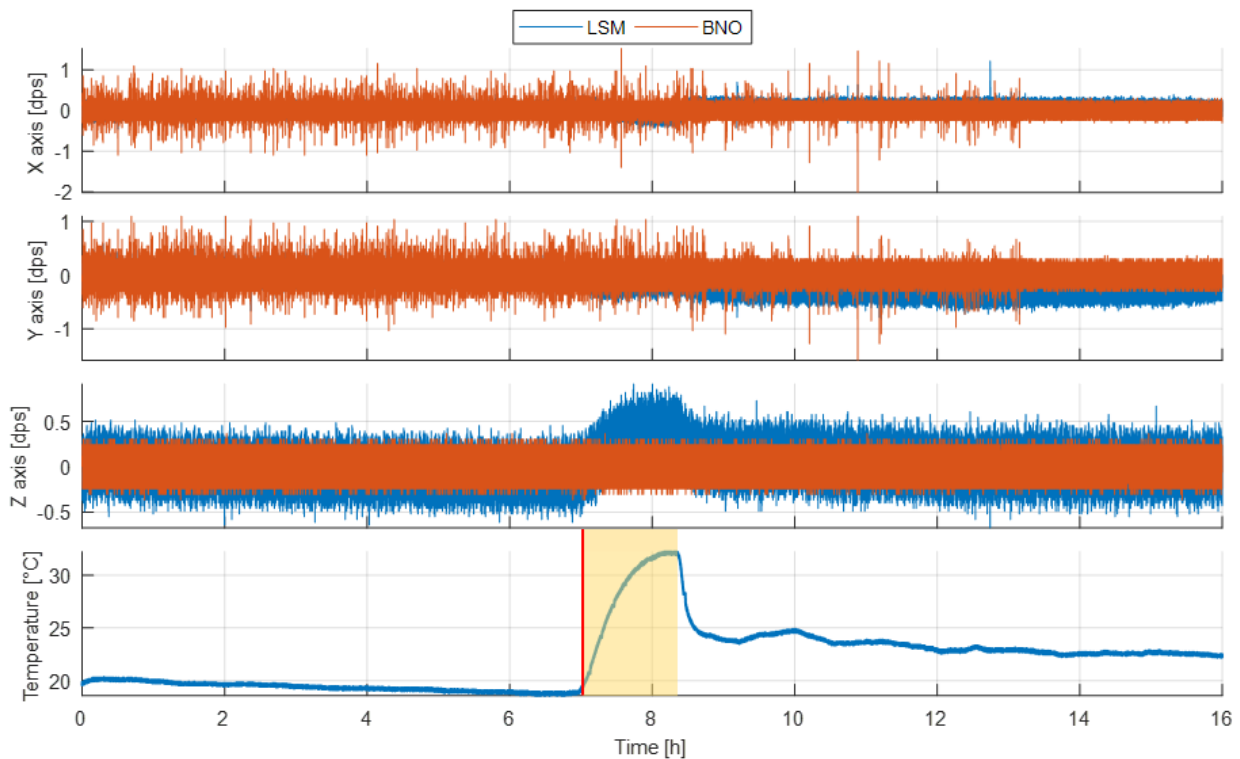 LSM BNO
X axis [dps]
1
0
-1
-2
Y axis [dps]
1
0
-1
Z axis [dps]
0.5
0
-0.5
Temperature [°C]
30
25
20
0 2 4 6 8 10 12 14 16
Time [h]